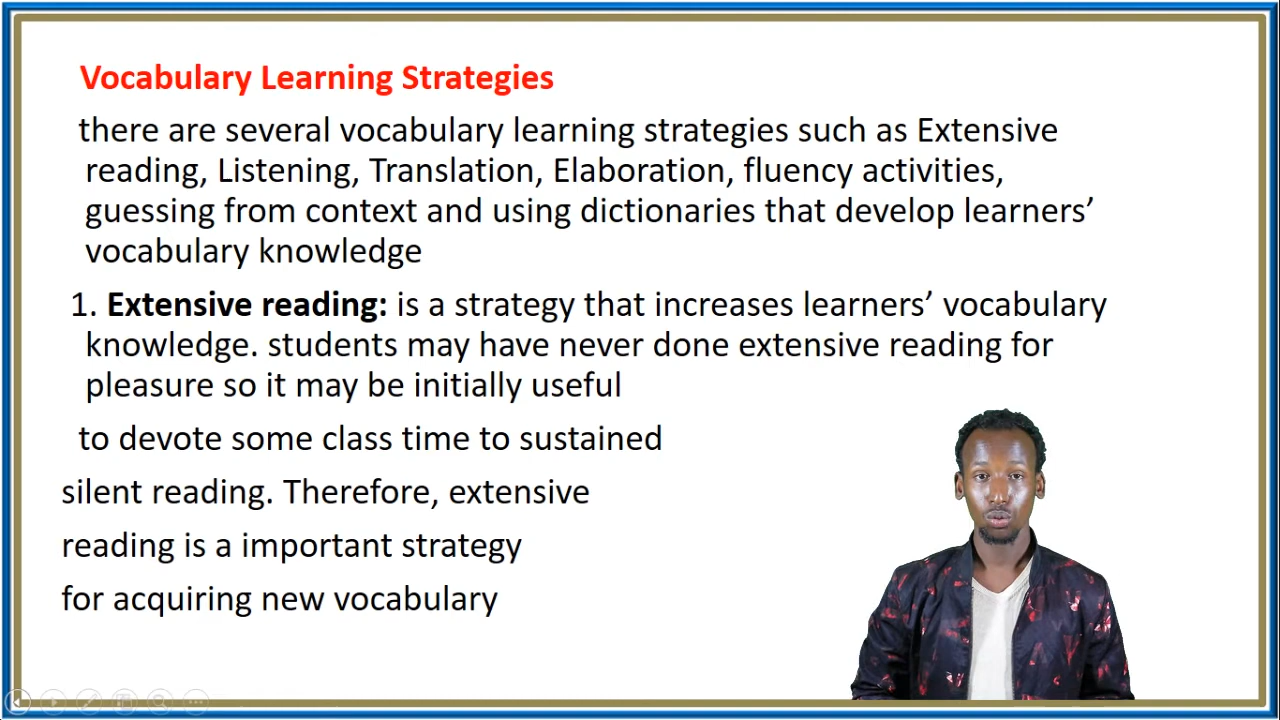 Vocabulary Learning Strategies
there are several vocabulary learning strategies such as Extensive
reading, Listening, Translation, Elaboration, fluency activities,
guessing from context and using dictionaries that develop learners’
vocabulary knowledge
1. Extensive reading: is a strategy that increases learners’ vocabulary
knowledge. students may have never done extensive reading for
pleasure so it may be initially useful
to devote some class time to sustained
silent reading. Therefore, extensive
reading is a important strategy
for acquiring new vocabulary